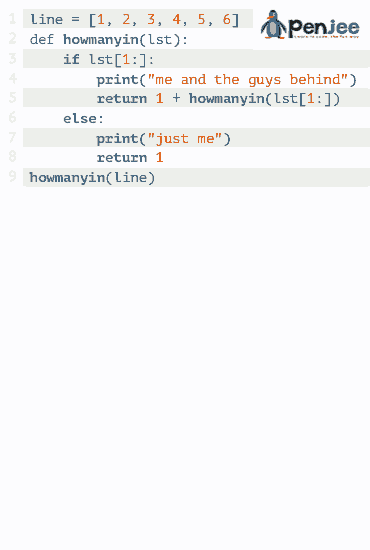 1 line = [1, 2, 3, 4, 5, 6]
Penjee
2 def howmanyin(lst):
3     if lst[1:]:
4         print("me and the guys behind")
5         return 1 + howmanyin(lst[1:])
6     else:
7         print("just me")
8         return 1
9 howmanyin(line)